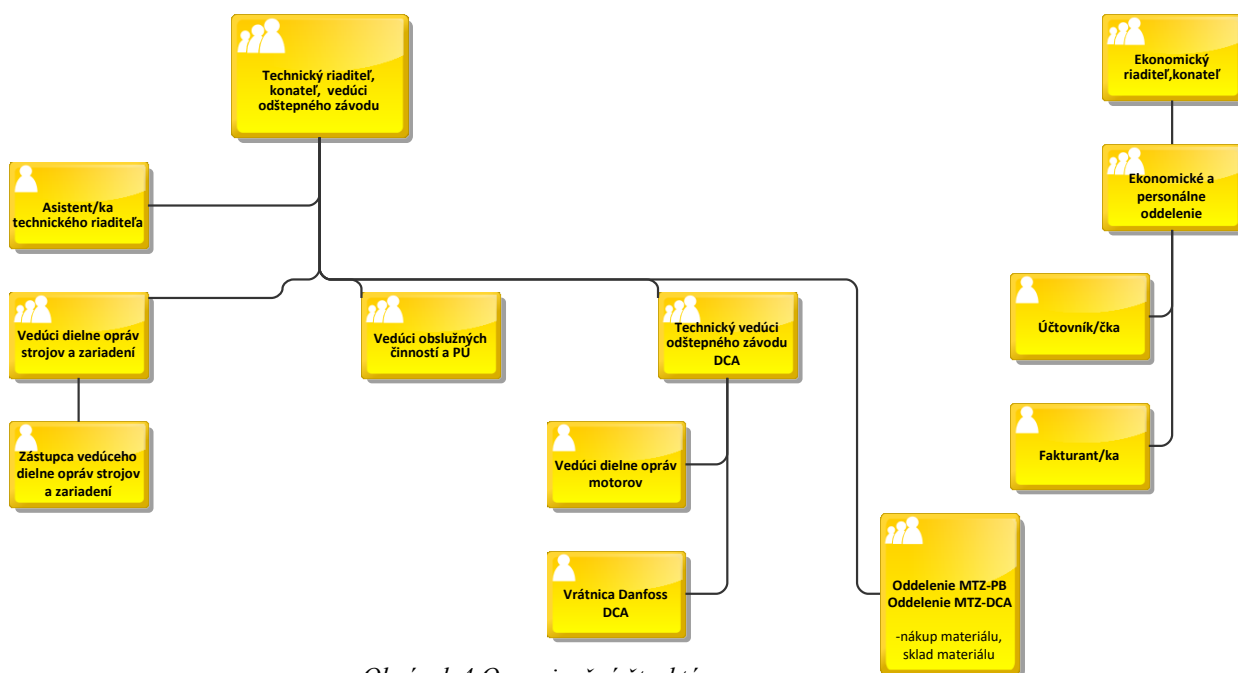 Technický riaditeľ,
konateľ, vedúci
odštepného závodu
Ekonomický
riaditeľ,konateľ
Asistent/ka
technického riaditeľa
Ekonomické a
personálne
oddelenie
Vedúci dielne opráv
strojov a zariadení
Vedúci obslužných
činností a PÚ
Technický vedúci
odštepného závodu
DCA
Účtovník/čka
Zástupca vedúceho
dielne opráv strojov
a zariadení
Vedúci dielne opráv
motorov
Fakturant/ka
Vrátnica Danfoss
DCA
Oddelenie MTZ-PB
Oddelenie MTZ-DCA
-nákup materiálu,
sklad materiálu